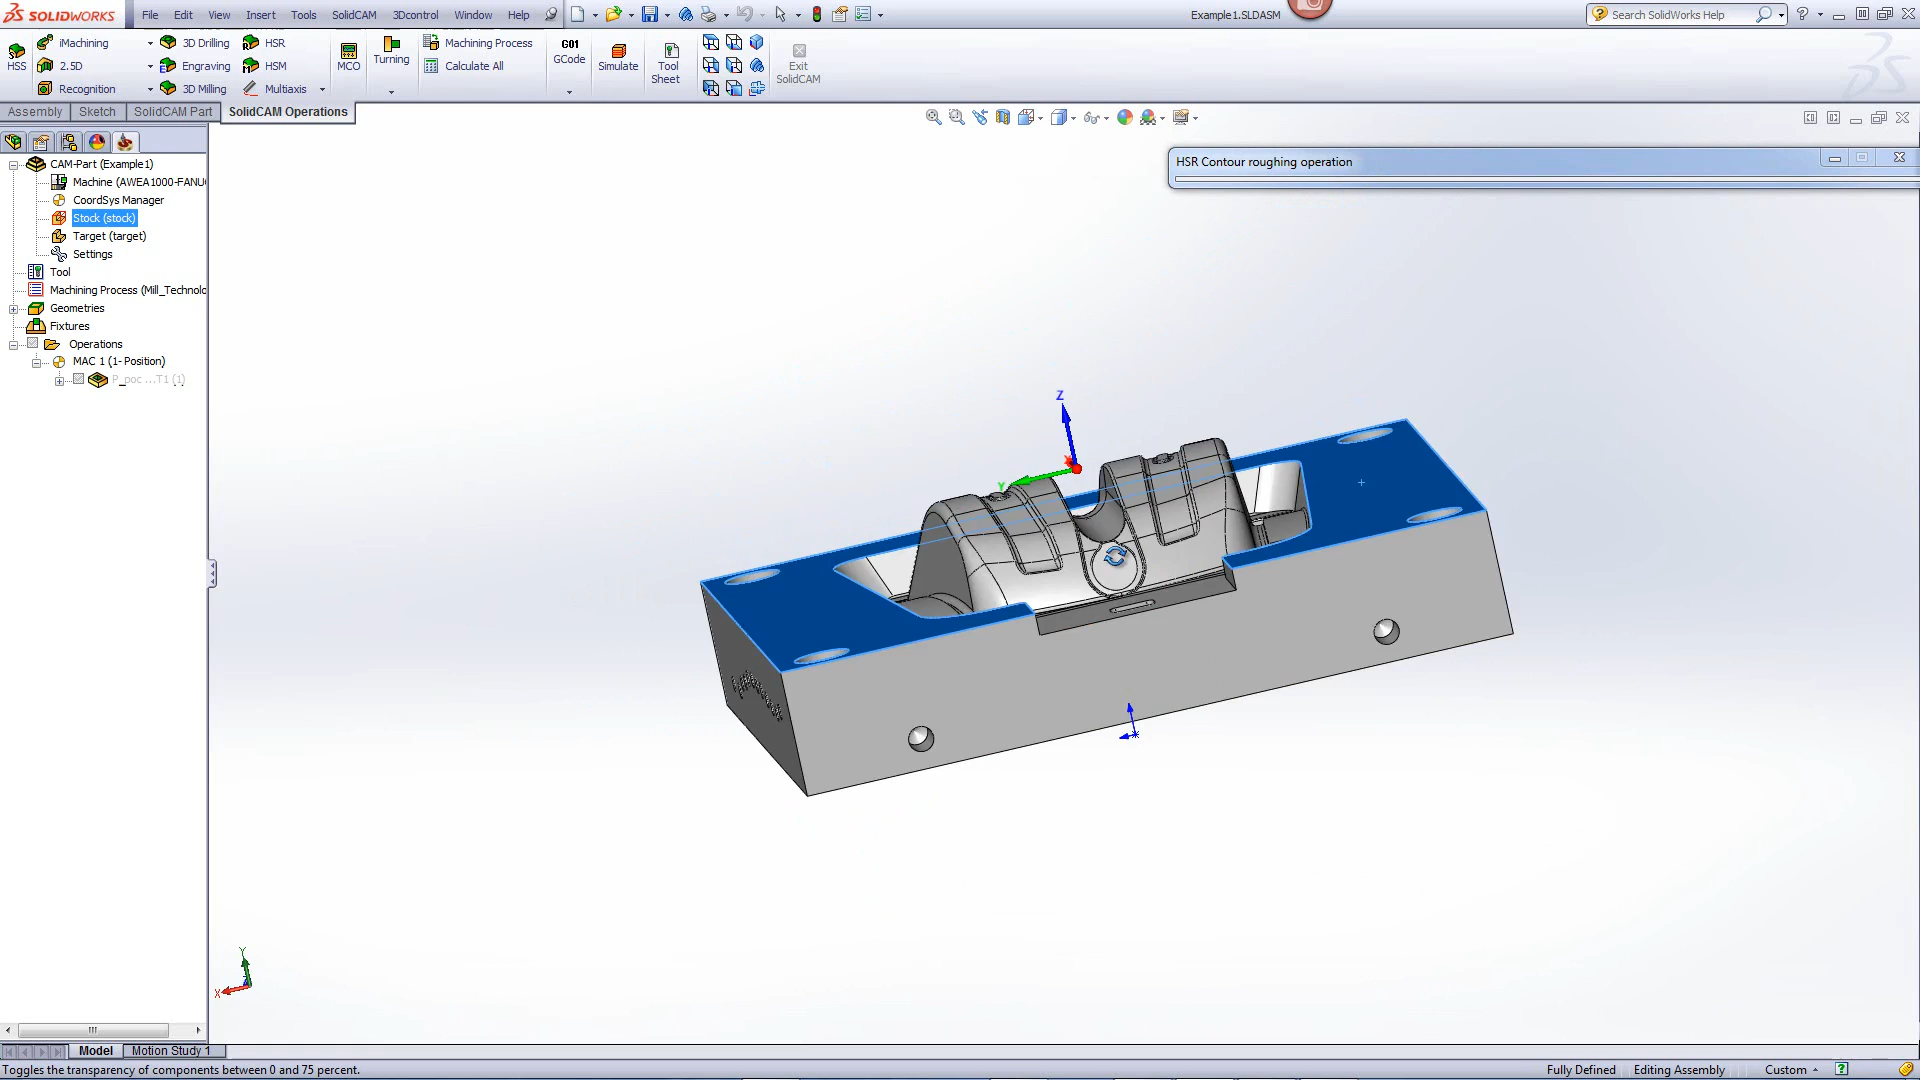 SOLIDWORKS
File Edit View Insert Tools SolidCAM 3Dcontrol Window Help
Example1.SLDASM
Search SolidWorks Help
HSS
iMachining
2.5D
Recognition
3D Drilling
Engraving
3D Milling
HSR
HSM
Multiaxis
MCO
Turning
Machining Process
Calculate All
G01
GCode
Simulate
Tool
Sheet
Exit
SolidCAM
Assembly Sketch SolidCAM Part SolidCAM Operations
CAM-Part (Example1)
Machine (AWEA1000-FANU
CoordSys Manager
Stock (stock)
Target (target)
Settings
Tool
Machining Process (Mill_Technolo
Geometries
Fixtures
Operations
MAC 1 (1- Position)
P_poc ...T1 (1)
HSR Contour roughing operation
Z
Y
Y
X
Model Motion Study 1
Toggles the transparency of components between 0 and 75 percent.
Fully Defined Editing Assembly Custom